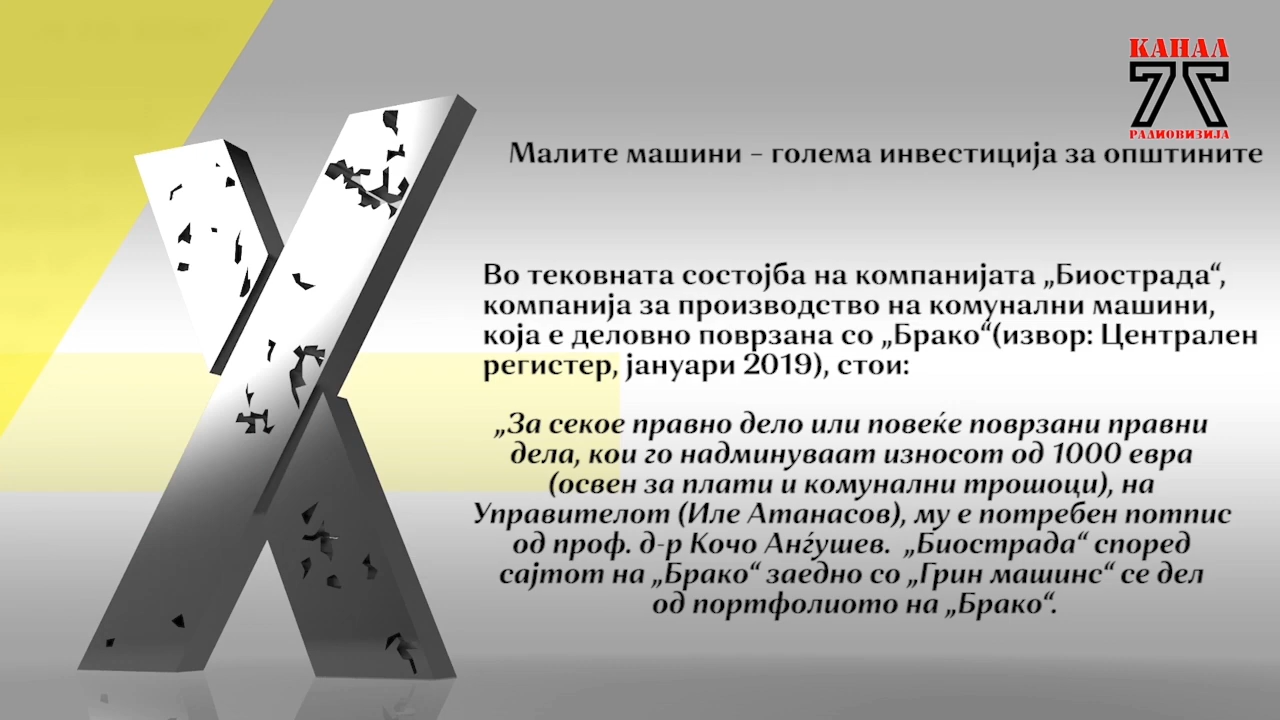 КАНАЛ
77
РАДИОВИЗИЈА
Малите машини – голема инвестиција за општините
Во тековната состојба на компанијата „Биострада“,
компанија за производство на комунални машини,
која е деловно поврзана со „Брако“(извор: Централен
регистер, јануари 2019), стои:
„За секое правно дело или повеќе поврзани правни
дела, кои го надминуваат износот од 1000 евра
(освен за плати и комунални трошоци), на
Управителот (Иле Атанасов), му е потребен потпис
од проф. д-р Кочо Анѓушев. „Биострада“ според
сајтот на „Брако“ заедно со „Грин машинс“ се дел
од портфолиото на „Брако“.